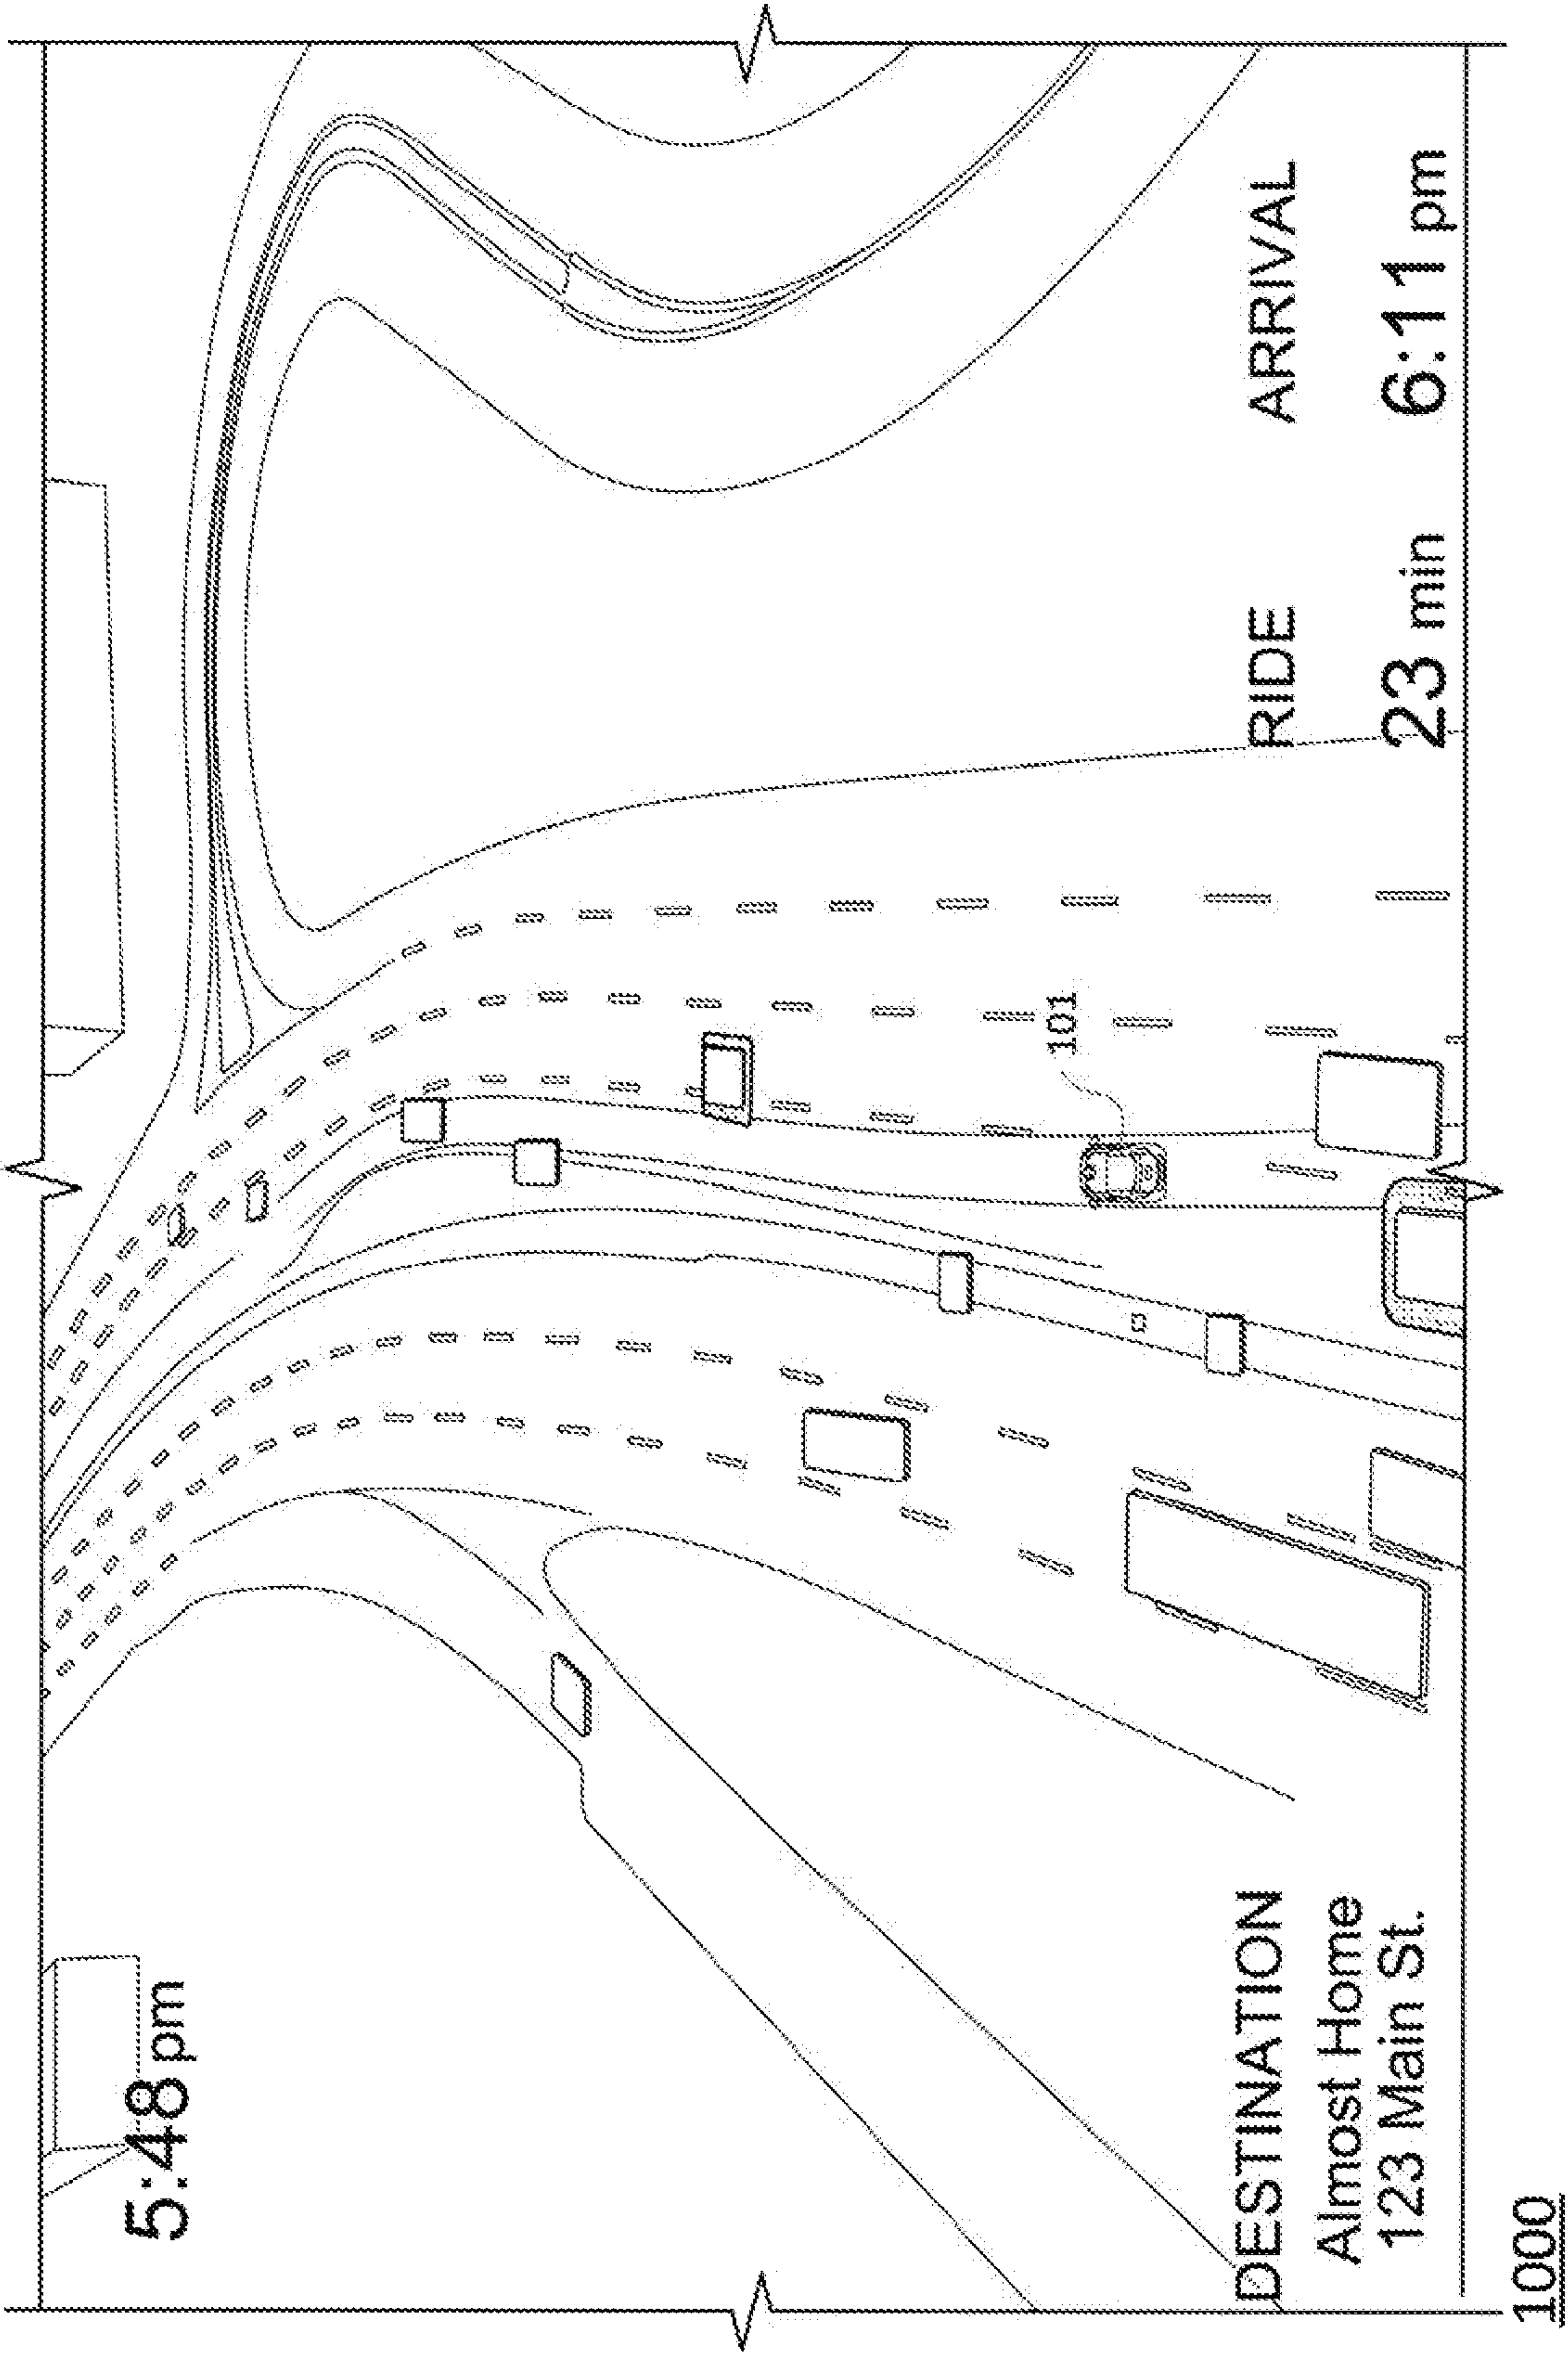 5:48 pm
101
DESTINATION
Almost Home
123 Main St.
RIDE
23 min
ARRIVAL
6:11 pm
1000